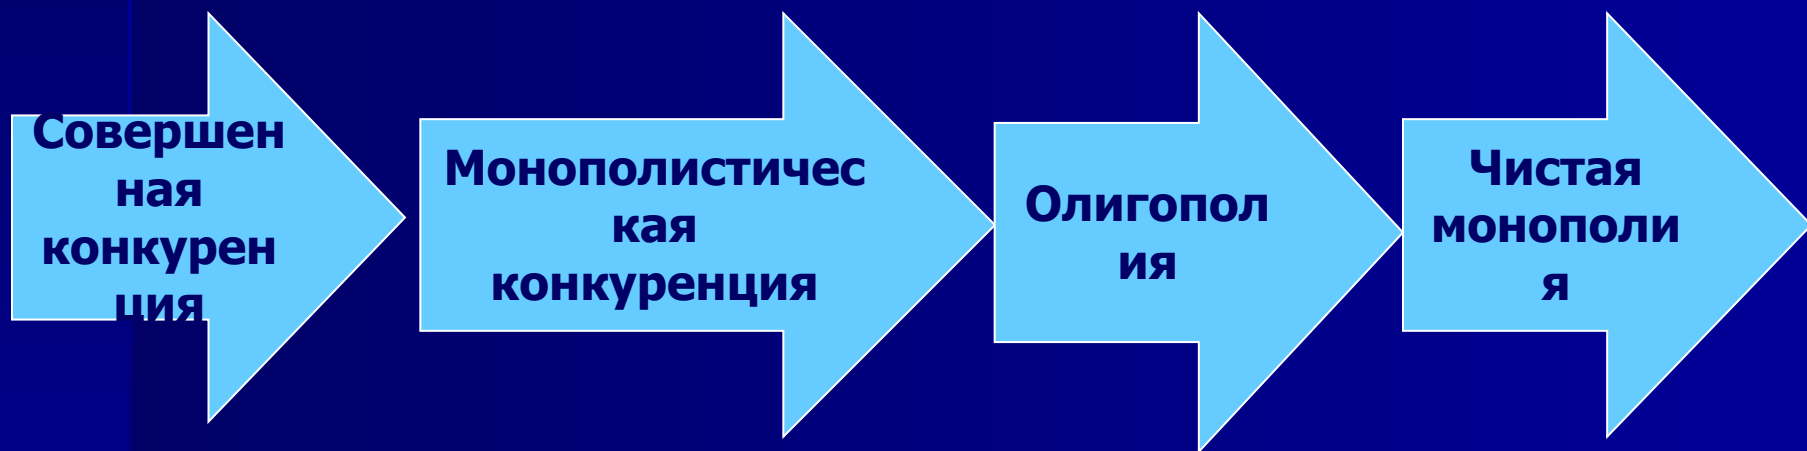 Совершен
ная
конкурен
ция
Монополистичес
кая
конкуренция
Олигопол
ия
Чистая
монополи
я